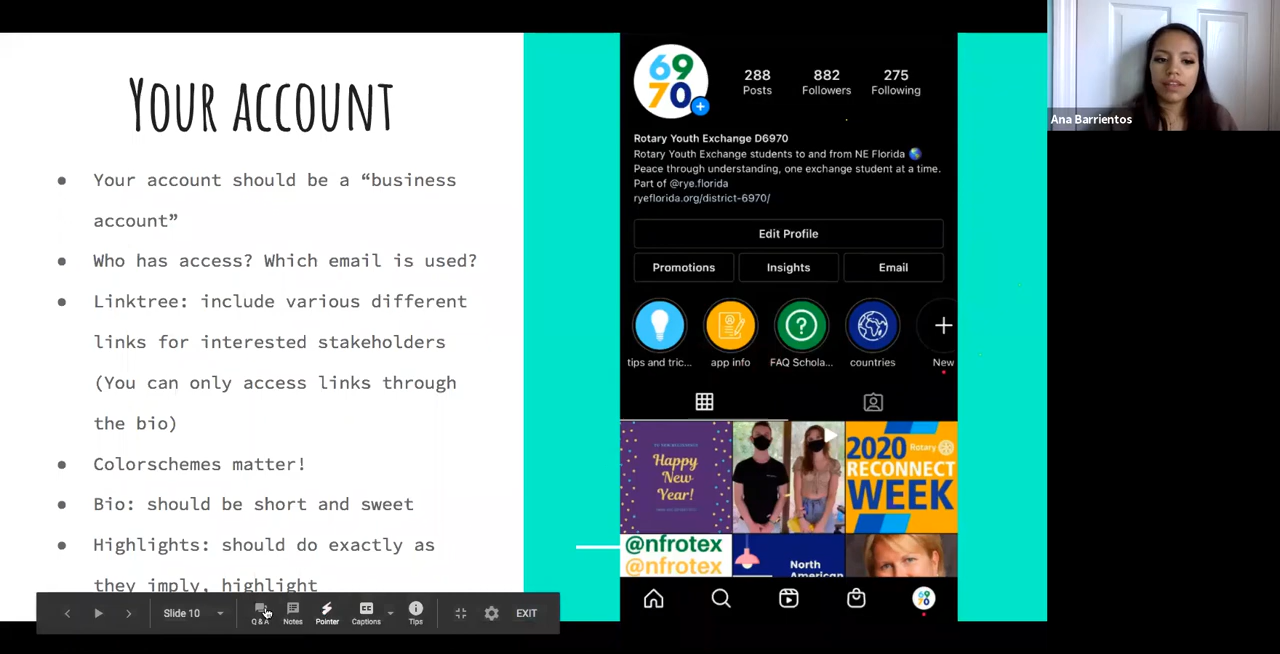 YOUR ACCOUNT
● Your account should be a “business
account”
● Who has access? Which email is used?
● Linktree: include various different
links for interested stakeholders
(You can only access links through
the bio)
● Colorschemes matter!
● Bio: should be short and sweet
● Highlights: should do exactly as
they imply, highlight
Slide 10
Q & A
Notes
Pointer
Captions
Tips
EXIT
69
70
288
Posts
882
Followers
275
Following
Rotary Youth Exchange D6970
Rotary Youth Exchange students to and from NE Florida 🌎
Peace through understanding, one exchange student at a time.
Part of @rye.florida
ryeflorida.org/district-6970/
Edit Profile
Promotions
Insights
Email
tips and tric...
app info
FAQ Schola...
countries
New
Happy
New
Year!
2020
Rotary
RECONNECT
WEEK
@nfrotex
@nfrotex
North
American
69
70
Ana Barrientos